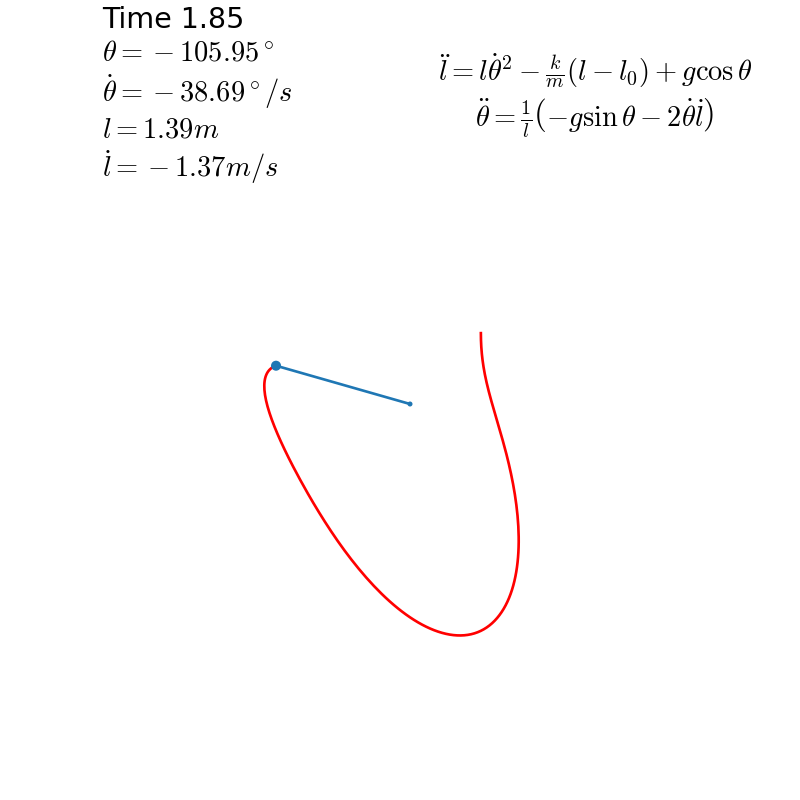 Time 1.85
θ = −105.95°
θ̇ = −38.69°/s
l = 1.39m
l̇ = −1.37m/s
l̈ = lθ̇² − k/m(l − l₀) + g cos θ
θ̈ = 1/l(−g sin θ − 2θ̇l̇)